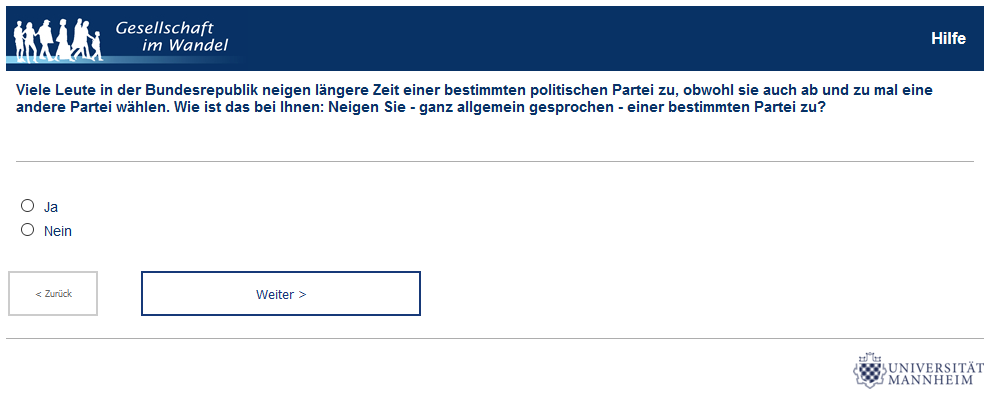 Gesellschaft
im Wandel
Hilfe
Viele Leute in der Bundesrepublik neigen längere Zeit einer bestimmten politischen Partei zu, obwohl sie auch ab und zu mal eine
andere Partei wählen. Wie ist das bei Ihnen: Neigen Sie - ganz allgemein gesprochen - einer bestimmten Partei zu?
Ja
Nein
< Zurück
Weiter >
UNIVERSITÄT
MANNHEIM